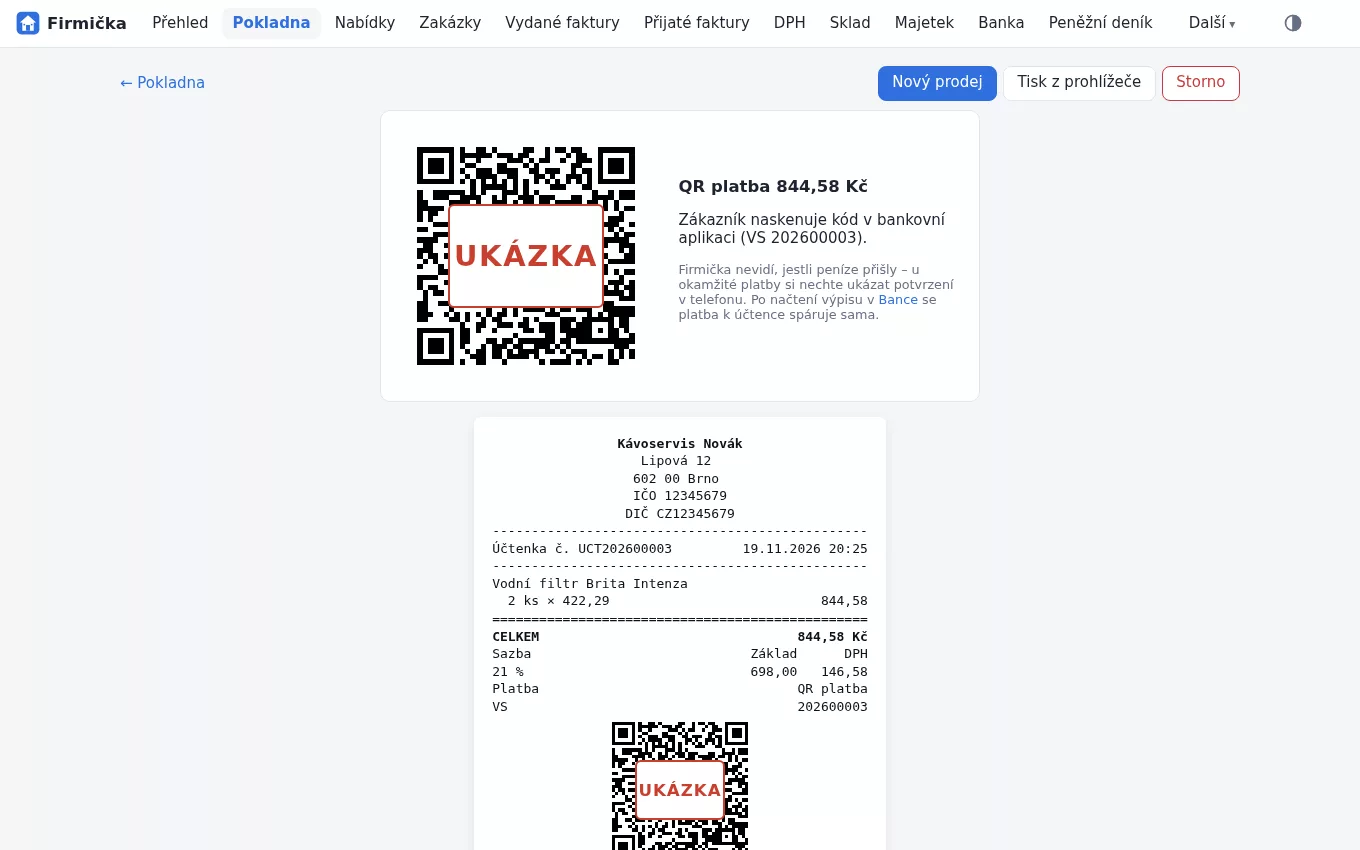 Firmička Přehled Pokladna Nabídky Zakázky Vydané faktury Přijaté faktury DPH Sklad Majetek Banka Peněžní deník Další ▾
← Pokladna Nový prodej Tisk z prohlížeče Storno
UKÁZKA
QR platba 844,58 Kč
Zákazník naskenuje kód v bankovní
aplikaci (VS 202600003).
Firmička nevidí, jestli peníze přišly – u
okamžité platby si nechte ukázat potvrzení
v telefonu. Po načtení výpisu v Bance se
platba k účtence spáruje sama.
Kávoservis Novák
Lipová 12
602 00 Brno
IČO 12345679
DIČ CZ12345679
------------------------------------------------
Účtenka č. UCT202600003 19.11.2026 20:25
------------------------------------------------
Vodní filtr Brita Intenza
2 ks × 422,29 844,58
================================================
CELKEM 844,58 Kč
Sazba Základ DPH
21 % 698,00 146,58
Platba QR platba
VS 202600003
UKÁZKA